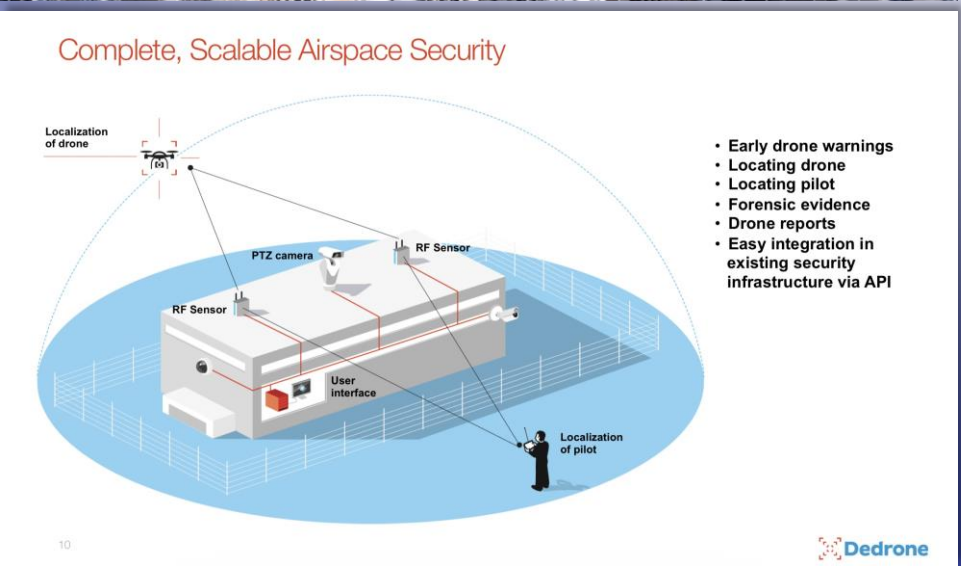 Complete, Scalable Airspace Security
Localization
of drone
PTZ camera
RF Sensor
RF Sensor
User
interface
Localization
of pilot
• Early drone warnings
• Locating drone
• Locating pilot
• Forensic evidence
• Drone reports
• Easy integration in
existing security
infrastructure via API
10
Dedrone